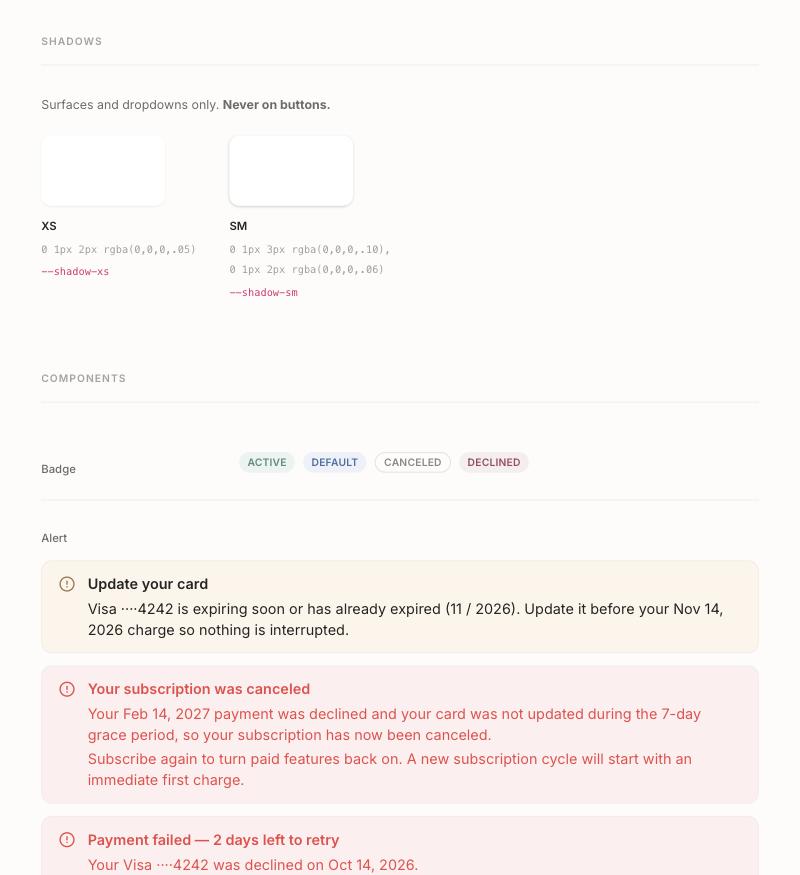 SHADOWS
Surfaces and dropdowns only. Never on buttons.
XS
0 1px 2px rgba(0,0,0,.05)
--shadow-xs
SM
0 1px 3px rgba(0,0,0,.10),
0 1px 2px rgba(0,0,0,.06)
--shadow-sm
COMPONENTS
Badge
ACTIVE DEFAULT CANCELED DECLINED
Alert
Update your card
Visa ····4242 is expiring soon or has already expired (11 / 2026). Update it before your Nov 14,
2026 charge so nothing is interrupted.
Your subscription was canceled
Your Feb 14, 2027 payment was declined and your card was not updated during the 7-day
grace period, so your subscription has now been canceled.
Subscribe again to turn paid features back on. A new subscription cycle will start with an
immediate first charge.
Payment failed — 2 days left to retry
Your Visa ····4242 was declined on Oct 14, 2026.